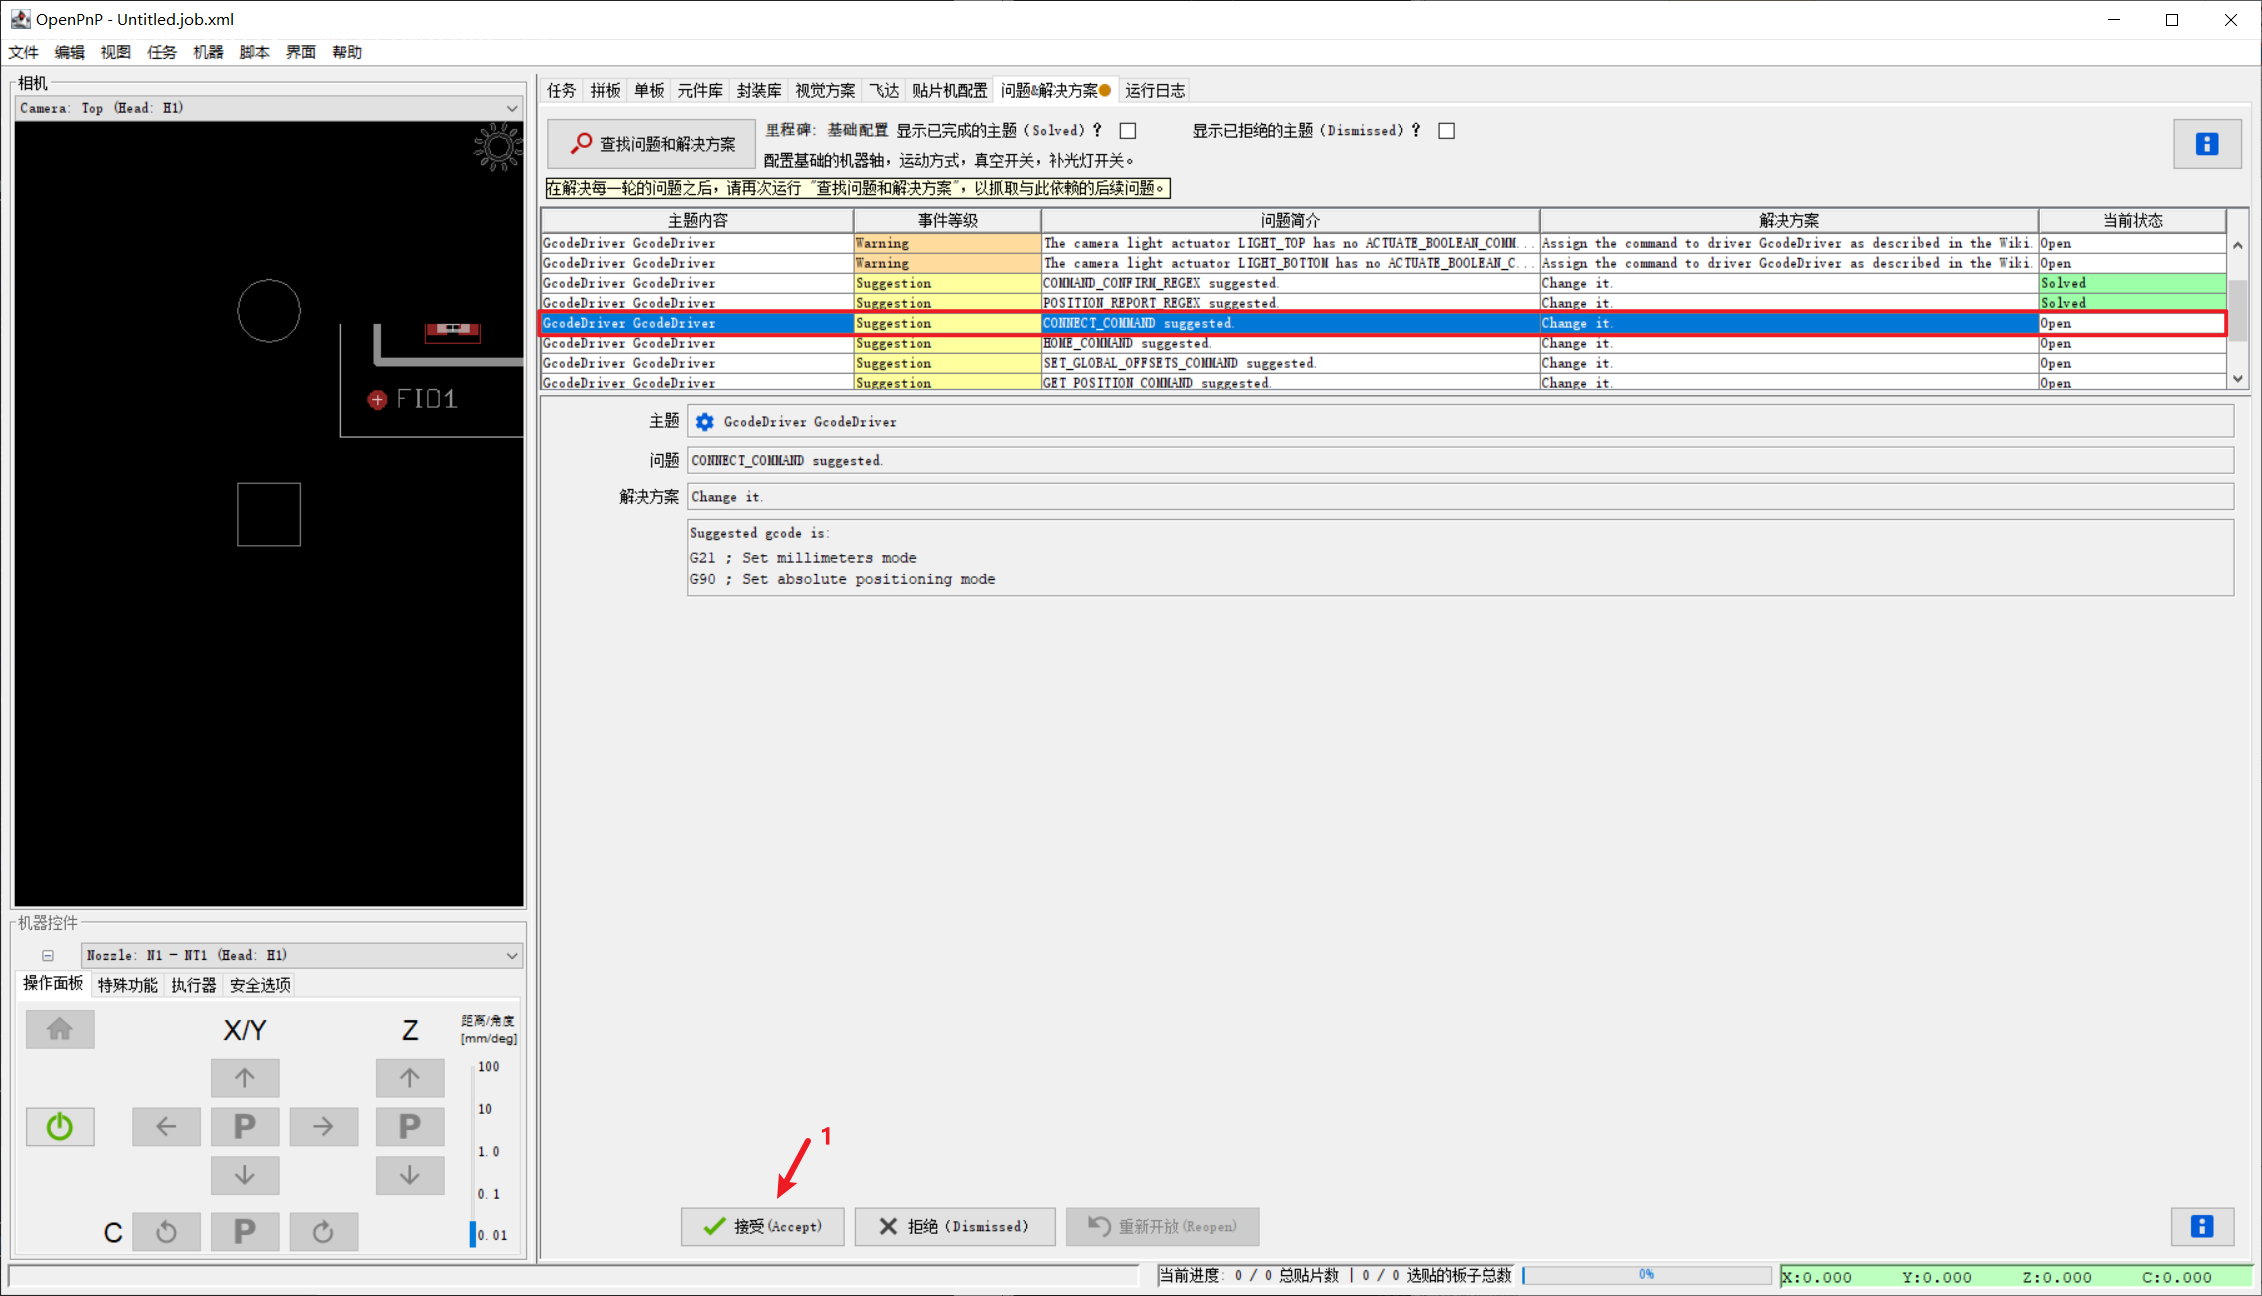 OpenPnP - Untitled.job.xml
文件 编辑 视图 任务 机器 脚本 界面 帮助
相机
Camera: Top (Head: H1)
FID1
机器控件
Nozzle: N1 - NT1 (Head: H1)
操作面板 特殊功能 执行器 安全选项
X/Y Z 距离/角度
[mm/deg]
100
10
P P
1.0
0.1
C P 0.01
任务 拼板 单板 元件库 封装库 视觉方案 飞达 贴片机配置 问题&解决方案 运行日志
查找问题和解决方案
里程碑: 基础配置 显示已完成的主题(Solved)? 显示已拒绝的主题(Dismissed)?
配置基础的机器轴，运动方式，真空开关，补光灯开关。
在解决每一轮的问题之后，请再次运行 "查找问题和解决方案"，以抓取与此依赖的后续问题。
主题内容 事件等级 问题简介 解决方案 当前状态
GcodeDriver GcodeDriver Warning The camera light actuator LIGHT_TOP has no ACTUATE_BOOLEAN_COMM... Assign the command to driver GcodeDriver as described in the Wiki. Open
GcodeDriver GcodeDriver Warning The camera light actuator LIGHT_BOTTOM has no ACTUATE_BOOLEAN_C... Assign the command to driver GcodeDriver as described in the Wiki. Open
GcodeDriver GcodeDriver Suggestion COMMAND_CONFIRM_REGEX suggested. Change it. Solved
GcodeDriver GcodeDriver Suggestion POSITION_REPORT_REGEX suggested. Change it. Solved
GcodeDriver GcodeDriver Suggestion CONNECT_COMMAND suggested. Change it. Open
GcodeDriver GcodeDriver Suggestion HOME_COMMAND suggested. Change it. Open
GcodeDriver GcodeDriver Suggestion SET_GLOBAL_OFFSETS_COMMAND suggested. Change it. Open
GcodeDriver GcodeDriver Suggestion GET_POSITION_COMMAND suggested. Change it. Open
主题 GcodeDriver GcodeDriver
问题 CONNECT_COMMAND suggested.
解决方案 Change it.
Suggested gcode is:
G21 ; Set millimeters mode
G90 ; Set absolute positioning mode
1
接受(Accept) 拒绝(Dismissed) 重新开放(Reopen)
当前进度: 0 / 0 总贴片数 | 0 / 0 选贴的板子总数 0% X:0.000 Y:0.000 Z:0.000 C:0.000